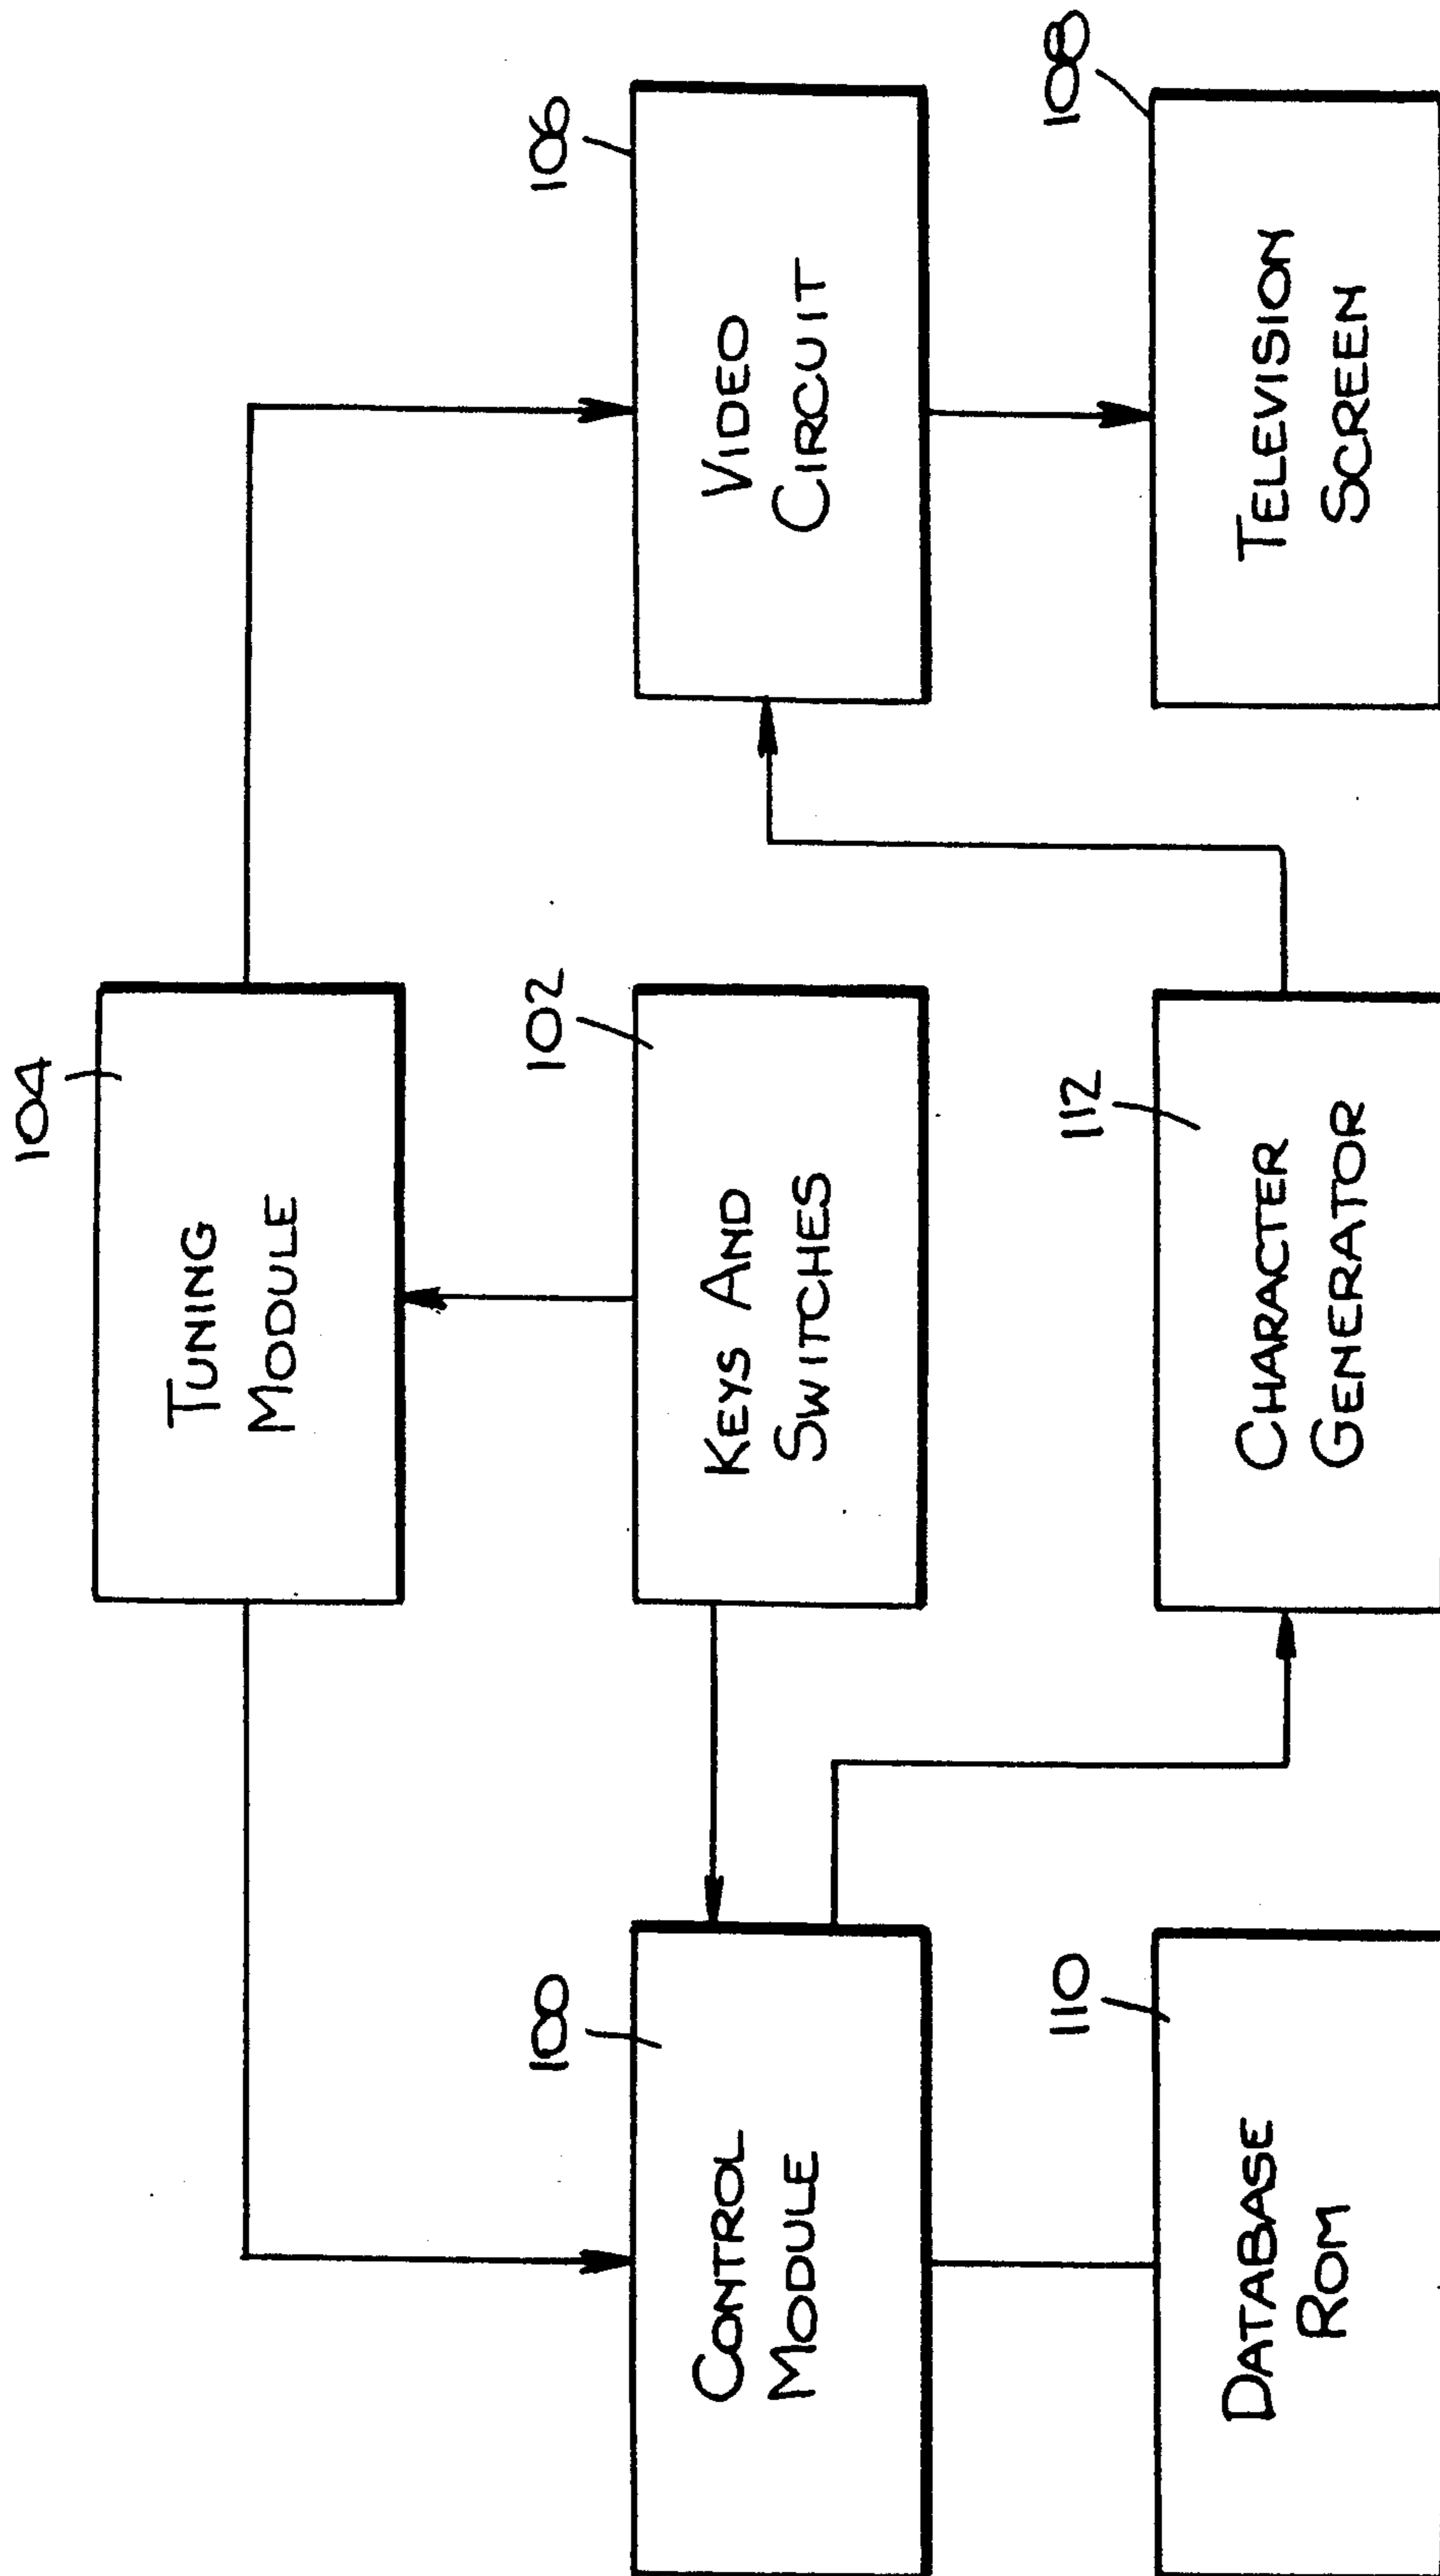 104
TUNING
MODULE
100
CONTROL
MODULE
102
KEYS AND
SWITCHES
106
VIDEO
CIRCUIT
110
DATABASE
ROM
112
CHARACTER
GENERATOR
108
TELEVISION
SCREEN